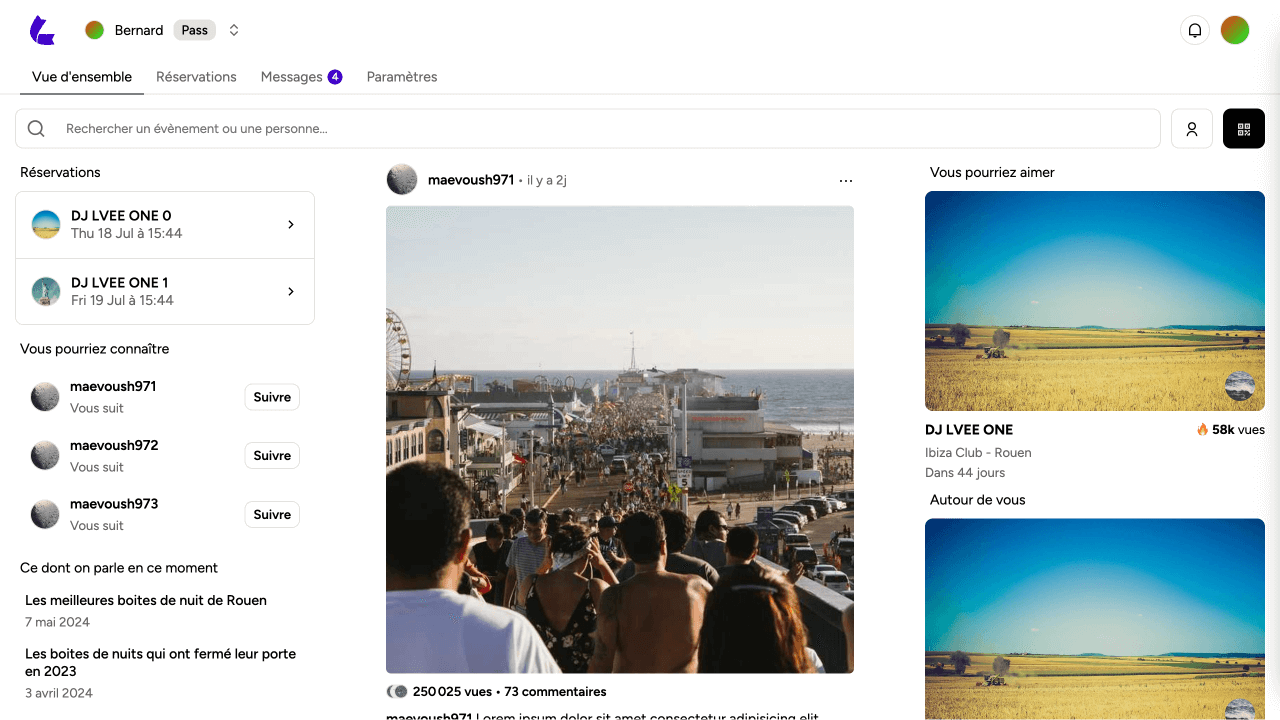 Bernard Pass
Vue d'ensemble Réservations Messages 4 Paramètres
Rechercher un évènement ou une personne...
Réservations
DJ LVEE ONE 0
Thu 18 Jul à 15:44
DJ LVEE ONE 1
Fri 19 Jul à 15:44
Vous pourriez connaître
maevoush971
Vous suit
Suivre
maevoush972
Vous suit
Suivre
maevoush973
Vous suit
Suivre
Ce dont on parle en ce moment
Les meilleures boites de nuit de Rouen
7 mai 2024
Les boites de nuits qui ont fermé leur porte
en 2023
3 avril 2024
maevoush971 • il y a 2j
SPEED
LIMIT
5
250 025 vues • 73 commentaires
maevoush971 Lorem ipsum dolor sit amet consectetur adipisicing elit.
Vous pourriez aimer
DJ LVEE ONE
58k vues
Ibiza Club - Rouen
Dans 44 jours
Autour de vous